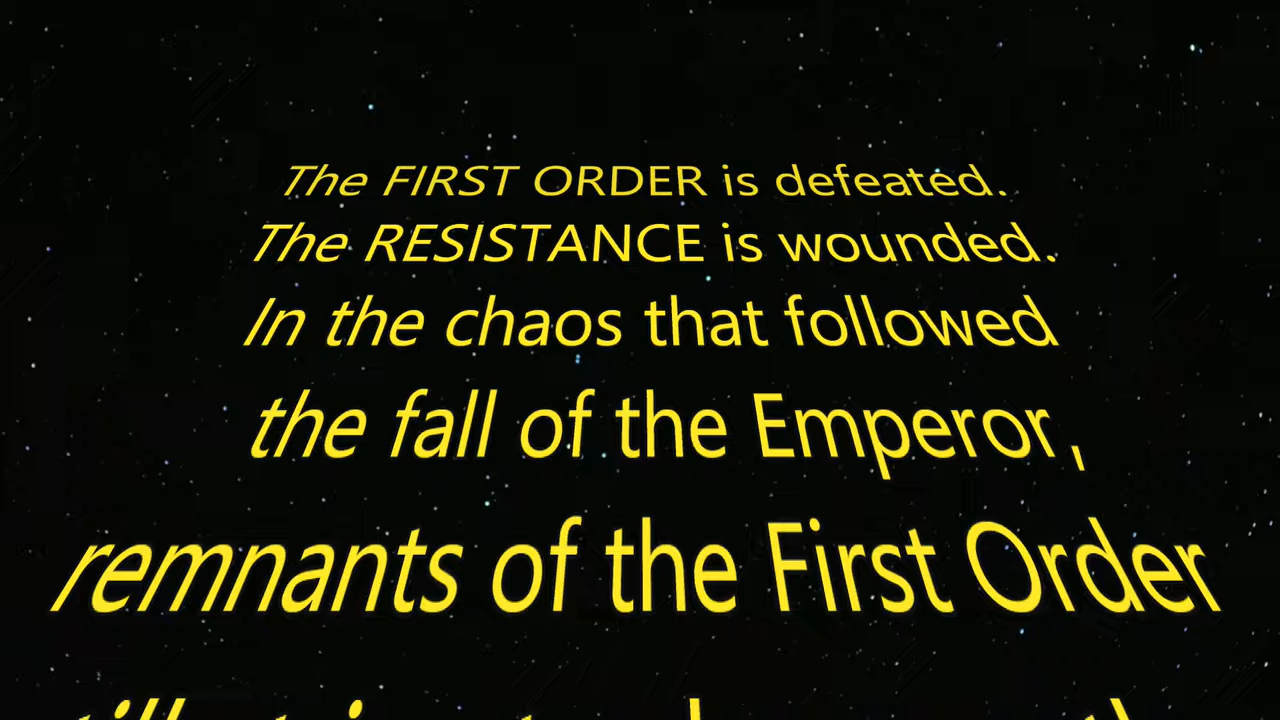 The FIRST ORDER is defeated.
The RESISTANCE is wounded.
In the chaos that followed
the fall of the Emperor,
remnants of the First Order